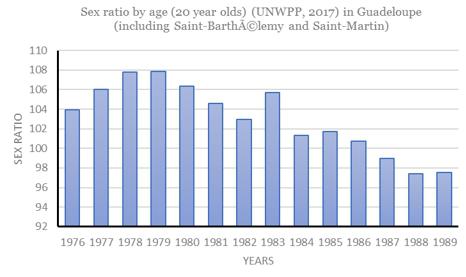 Sex ratio by age (20 year olds) (UNWPP, 2017) in Guadeloupe
(including Saint-BarthÃ©lemy and Saint-Martin)
110
108
106
104
102
100
98
96
94
92
SEX RATIO
1976 1977 1978 1979 1980 1981 1982 1983 1984 1985 1986 1987 1988 1989
YEARS